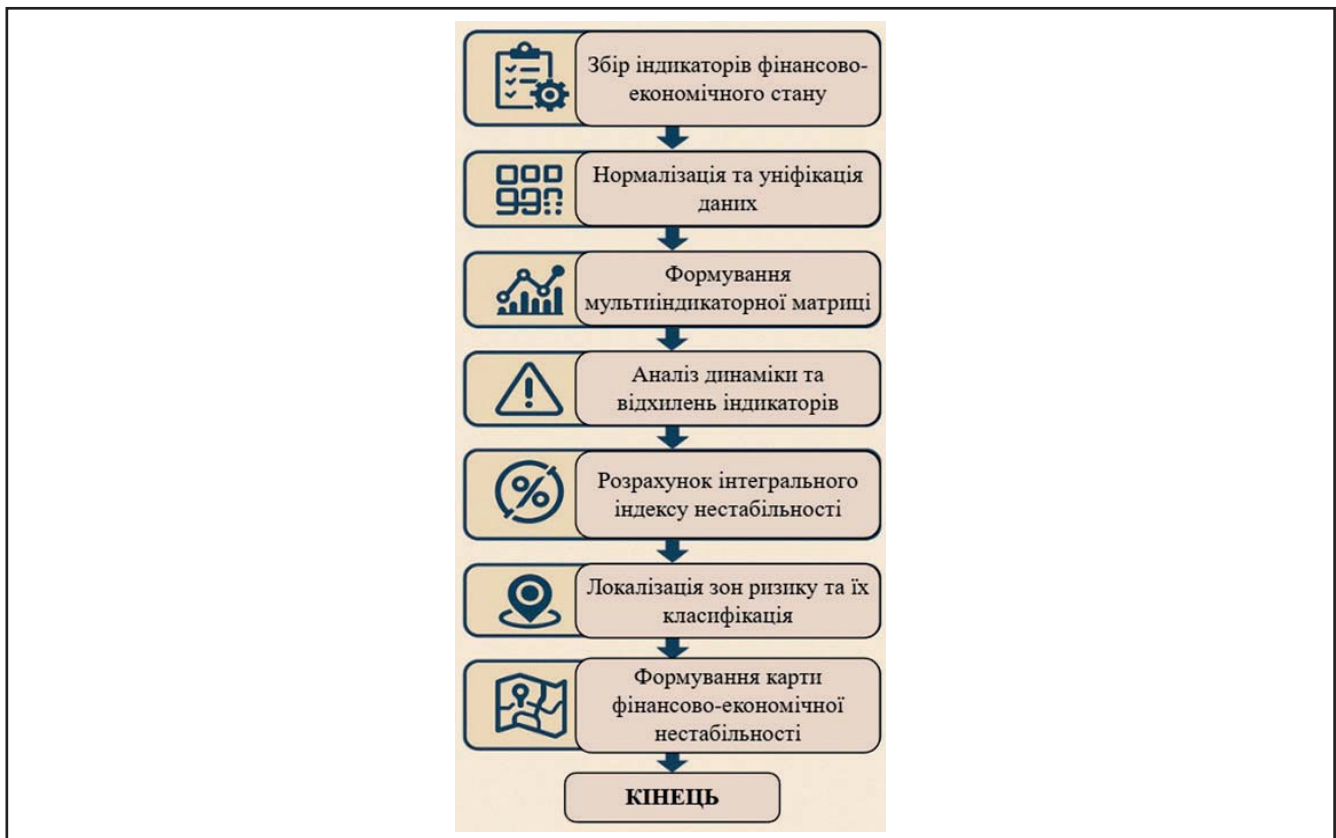 Збір індикаторів фінансово-
економічного стану
Нормалізація та уніфікація
даних
Формування
мультиіндикаторної матриці
Аналіз динаміки та
відхилень індикаторів
Розрахунок інтегрального
індексу нестабільності
Локалізація зон ризику та їх
класифікація
Формування карти
фінансово-економічної
нестабільності
КІНЕЦЬ